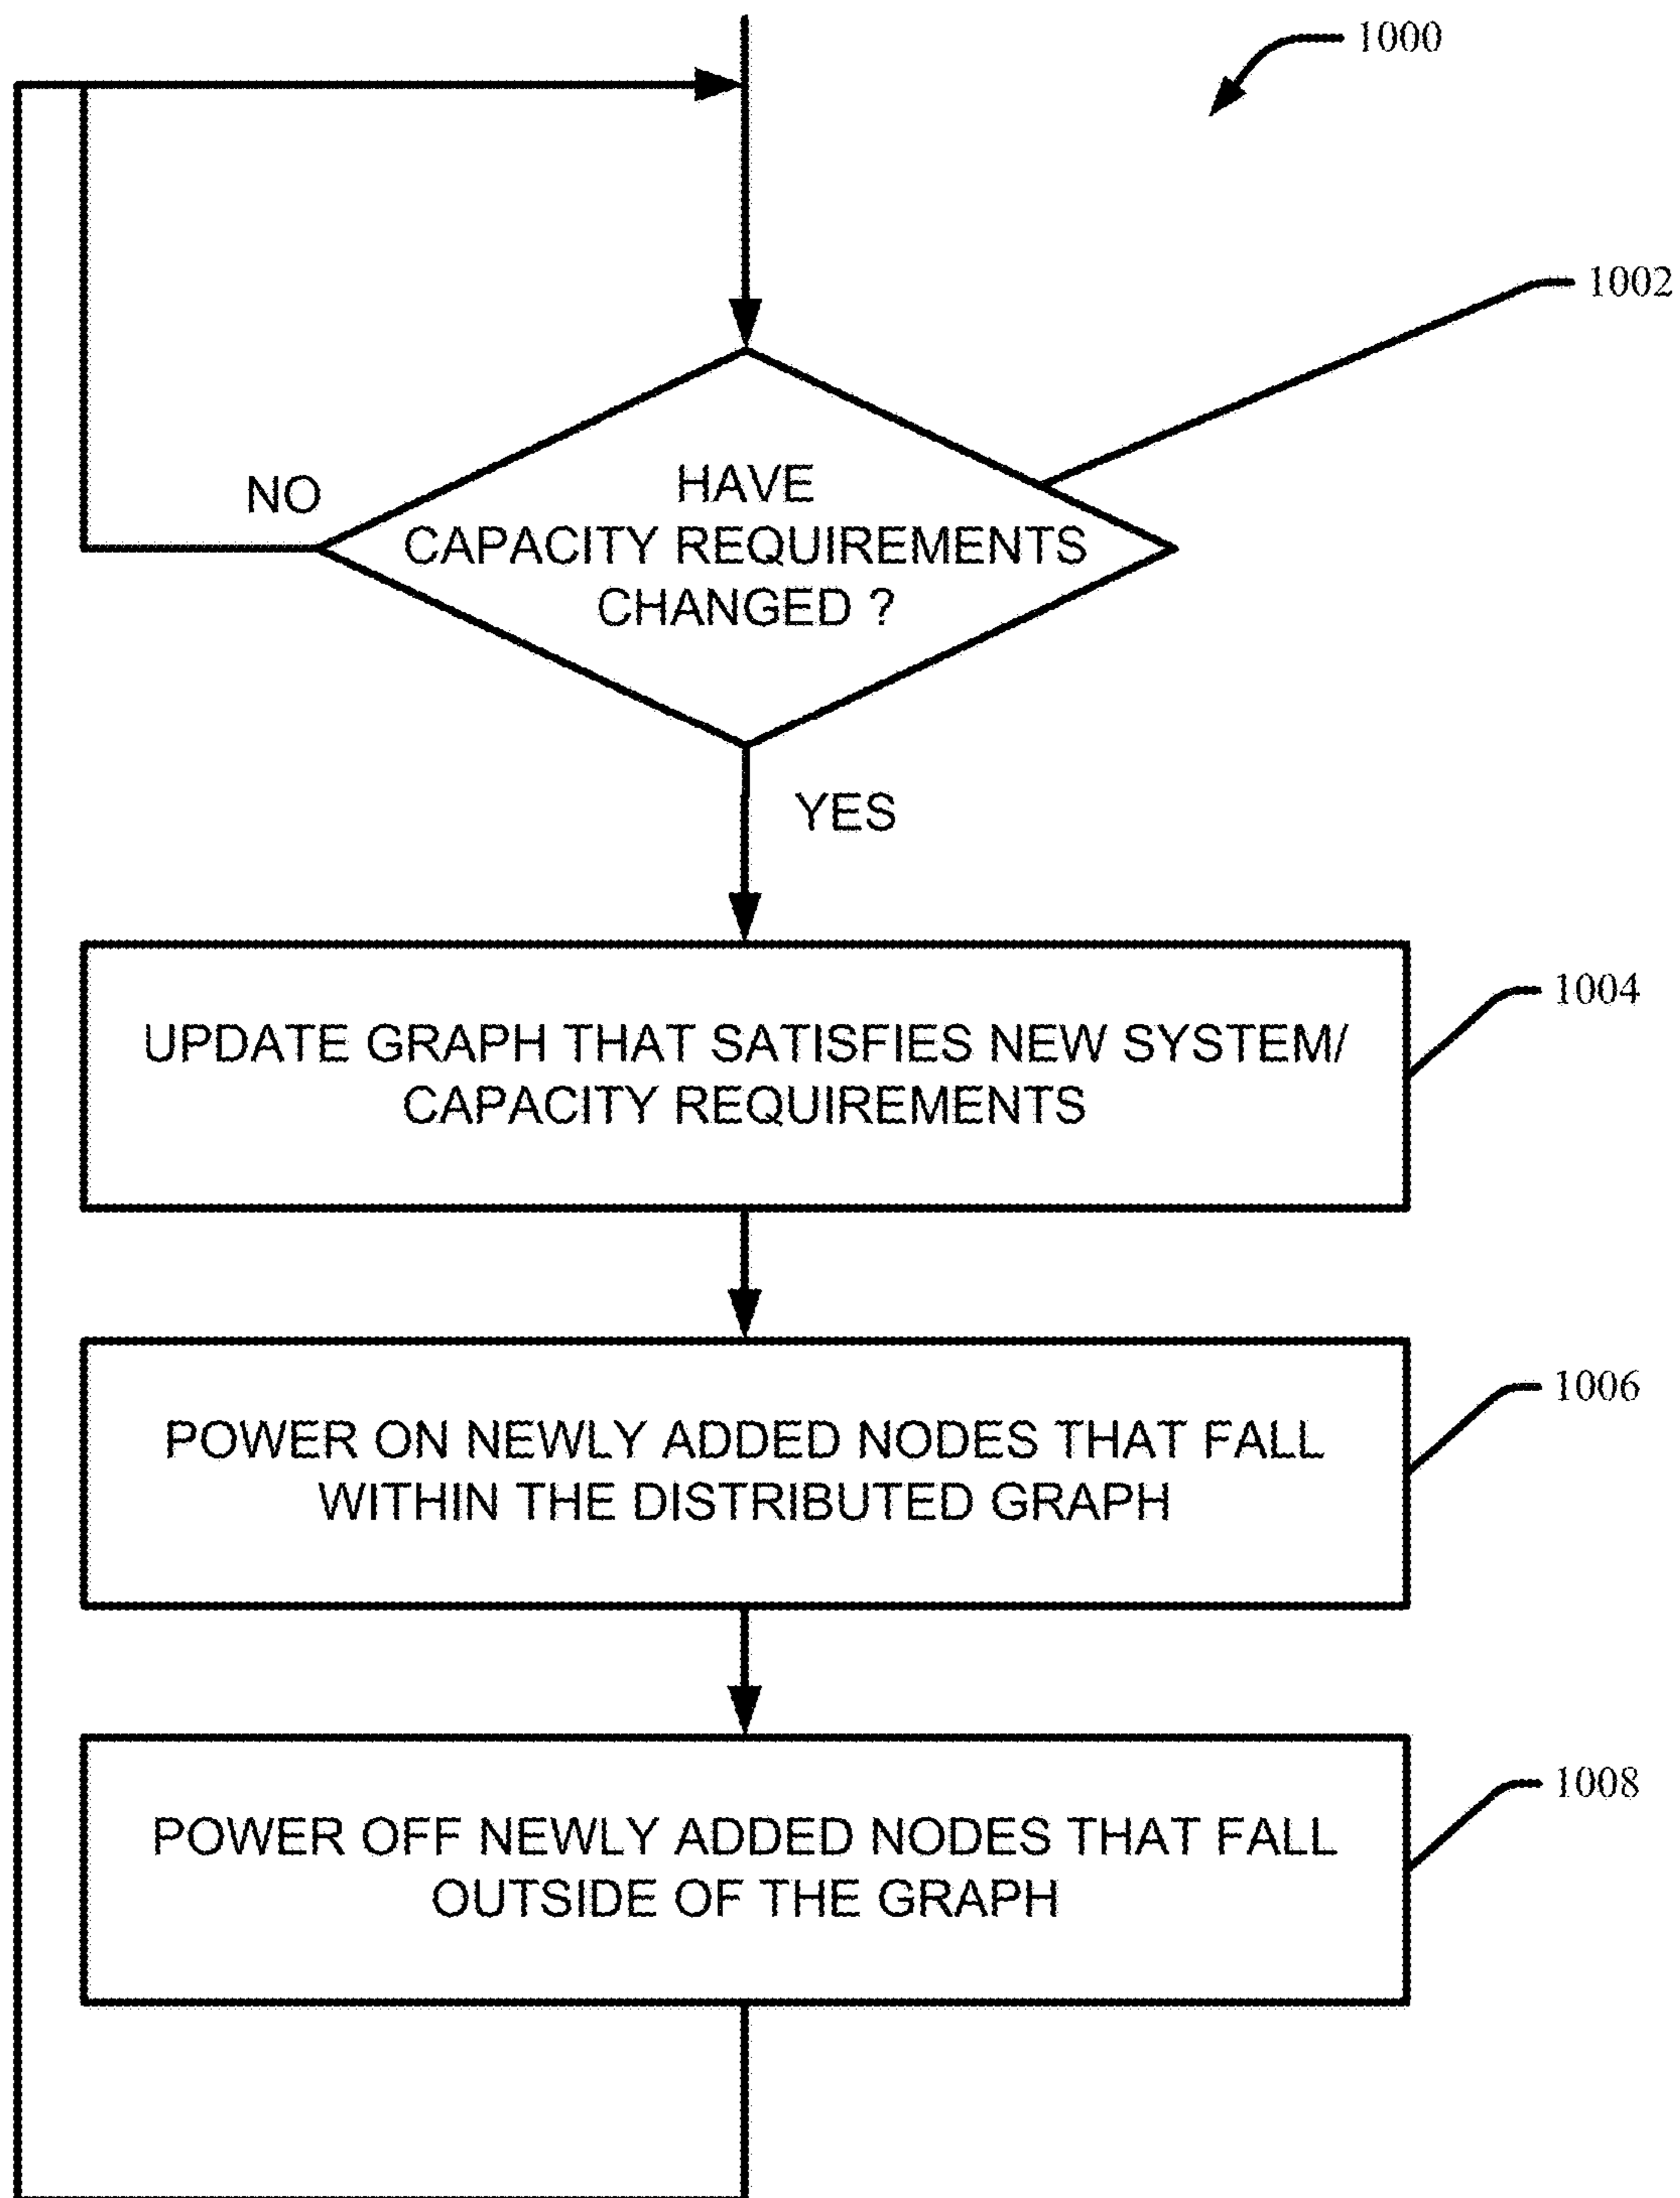 1000
1002
HAVE
CAPACITY REQUIREMENTS
CHANGED ?
NO
YES
UPDATE GRAPH THAT SATISFIES NEW SYSTEM/
CAPACITY REQUIREMENTS
1004
POWER ON NEWLY ADDED NODES THAT FALL
WITHIN THE DISTRIBUTED GRAPH
1006
POWER OFF NEWLY ADDED NODES THAT FALL
OUTSIDE OF THE GRAPH
1008